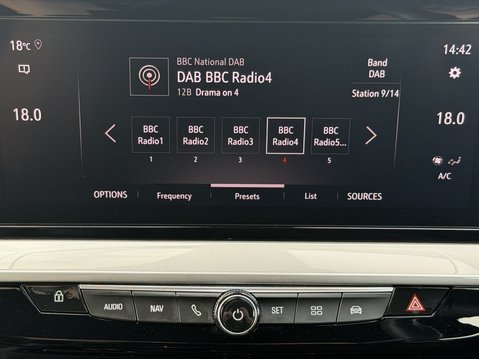 18°C
14:42
BBC National DAB
DAB BBC Radio4
12B Drama on 4
Band
DAB
Station 9/14
18.0
18.0
BBC Radio1
BBC Radio2
BBC Radio3
BBC Radio4
BBC Radio5...
1 2 3 4 5
A/C
OPTIONS Frequency Presets List SOURCES
AUDIO NAV SET